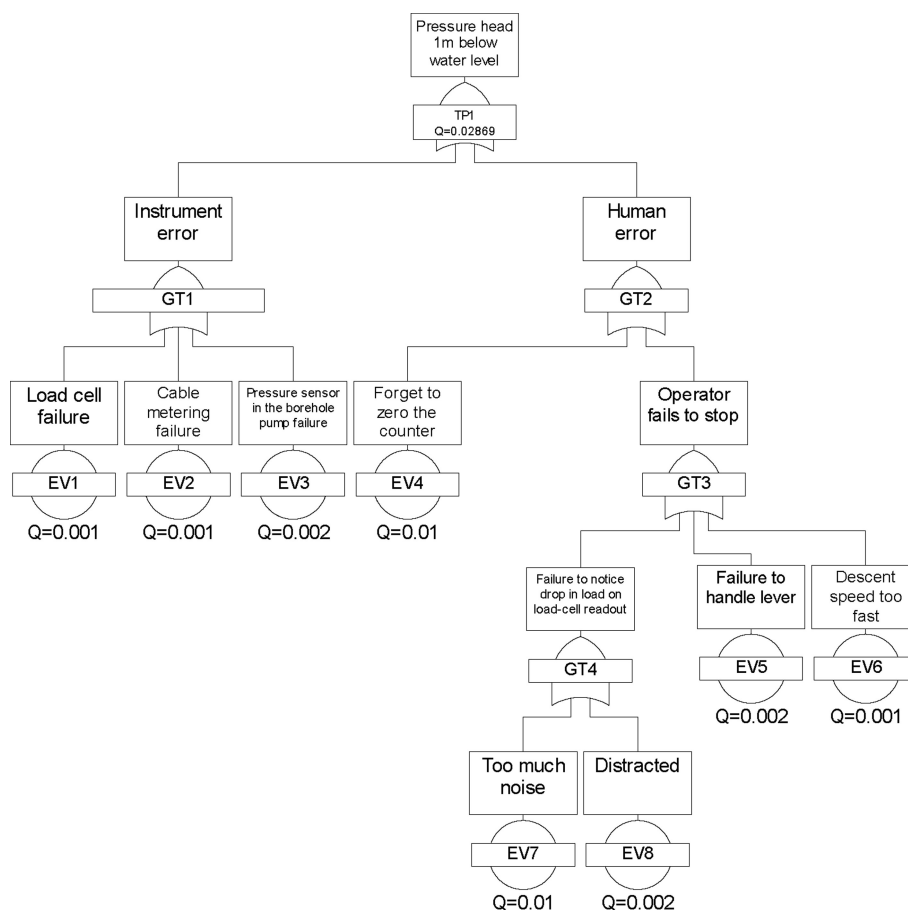 Pressure head
1m below
water level
TP1
Q=0.02869
Instrument
error
Human
error
GT1
GT2
Load cell
failure
Cable
metering
failure
Pressure sensor
in the borehole
pump failure
Forget to
zero the
counter
Operator
fails to stop
EV1
EV2
EV3
EV4
GT3
Q=0.001
Q=0.001
Q=0.002
Q=0.01
Failure to notice
drop in load on
load-cell readout
Failure to
handle lever
Descent
speed too
fast
GT4
EV5
EV6
Q=0.002
Q=0.001
Too much
noise
Distracted
EV7
EV8
Q=0.01
Q=0.002